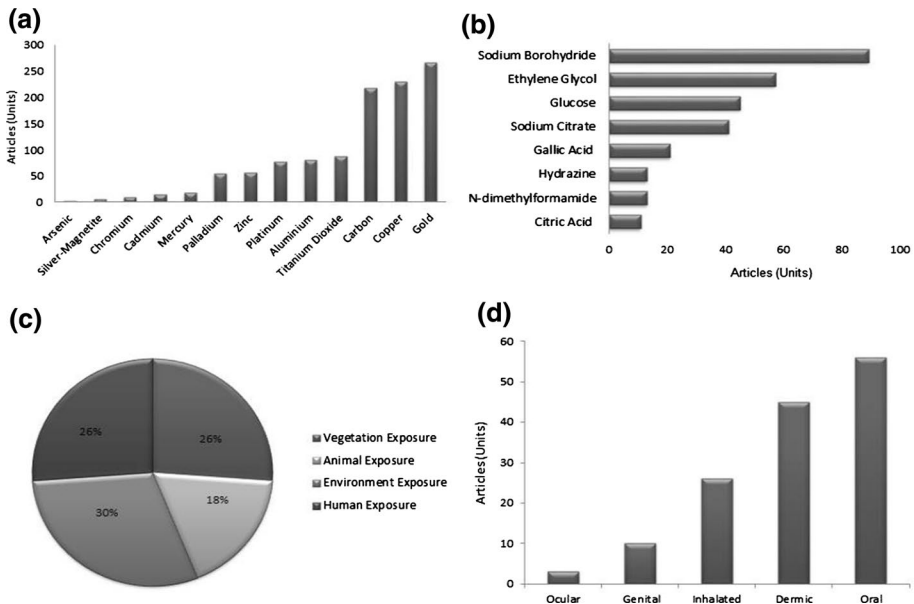 (a)
300
250
200
150
100
50
0
Articles (Units)
Arsenic
Silver-Magnetite
Chromium
Cadmium
Mercury
Palladium
Zinc
Platinum
Aluminium
Titanium Dioxide
Carbon
Copper
Gold
(b)
Sodium Borohydride
Ethylene Glycol
Glucose
Sodium Citrate
Gallic Acid
Hydrazine
N-dimethylformamide
Citric Acid
0 20 40 60 80 100
Articles (Units)
(c)
26%
26%
18%
30%
Vegetation Exposure
Animal Exposure
Environment Exposure
Human Exposure
(d)
60
50
40
30
20
10
0
Articles (Units)
Ocular Genital Inhalated Dermic Oral